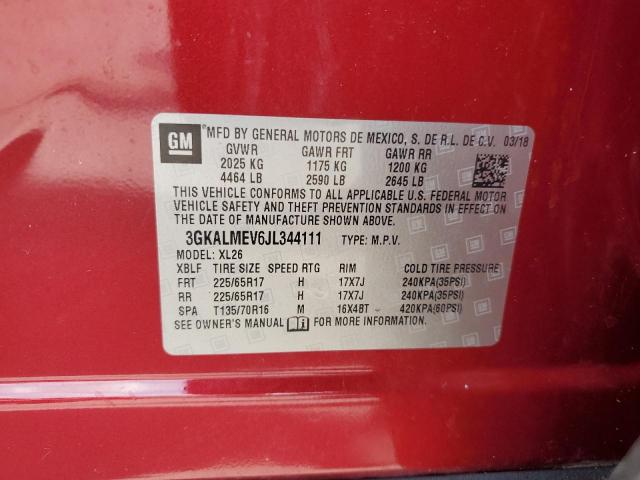 GM MFD BY GENERAL MOTORS DE MEXICO, S. DE R.L. DE C.V. 03/18
GVWR GAWR FRT GAWR RR
2025 KG 1175 KG 1200 KG
4464 LB 2590 LB 2645 LB
THIS VEHICLE CONFORMS TO ALL APPLICABLE U.S. FEDERAL MOTOR
VEHICLE SAFETY AND THEFT PREVENTION STANDARDS IN EFFECT ON THE
DATE OF MANUFACTURE SHOWN ABOVE.
3GKALMEV6JL344111 TYPE: M.P.V.
MODEL: XL26
XBLF TIRE SIZE SPEED RTG RIM COLD TIRE PRESSURE
FRT 225/65R17 H 17X7J 240KPA(35PSI)
RR 225/65R17 H 17X7J 240KPA(35PSI)
SPA T135/70R16 M 16X4BT 420KPA(60PSI)
SEE OWNER'S MANUAL FOR MORE INFORMATION.